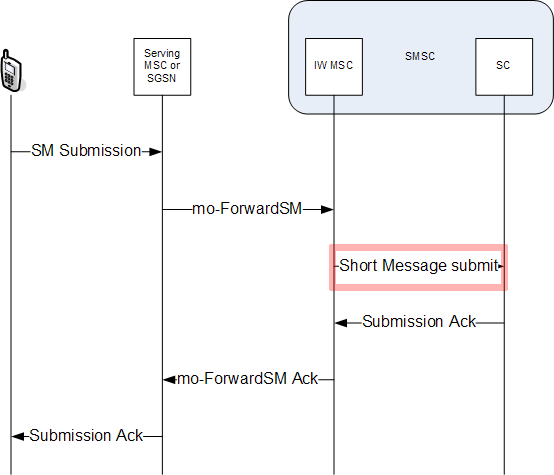 Serving
MSC or
SGSN
IW MSC
SMSC
SC
SM Submission
mo-ForwardSM
Short Message submit
Submission Ack
mo-ForwardSM Ack
Submission Ack